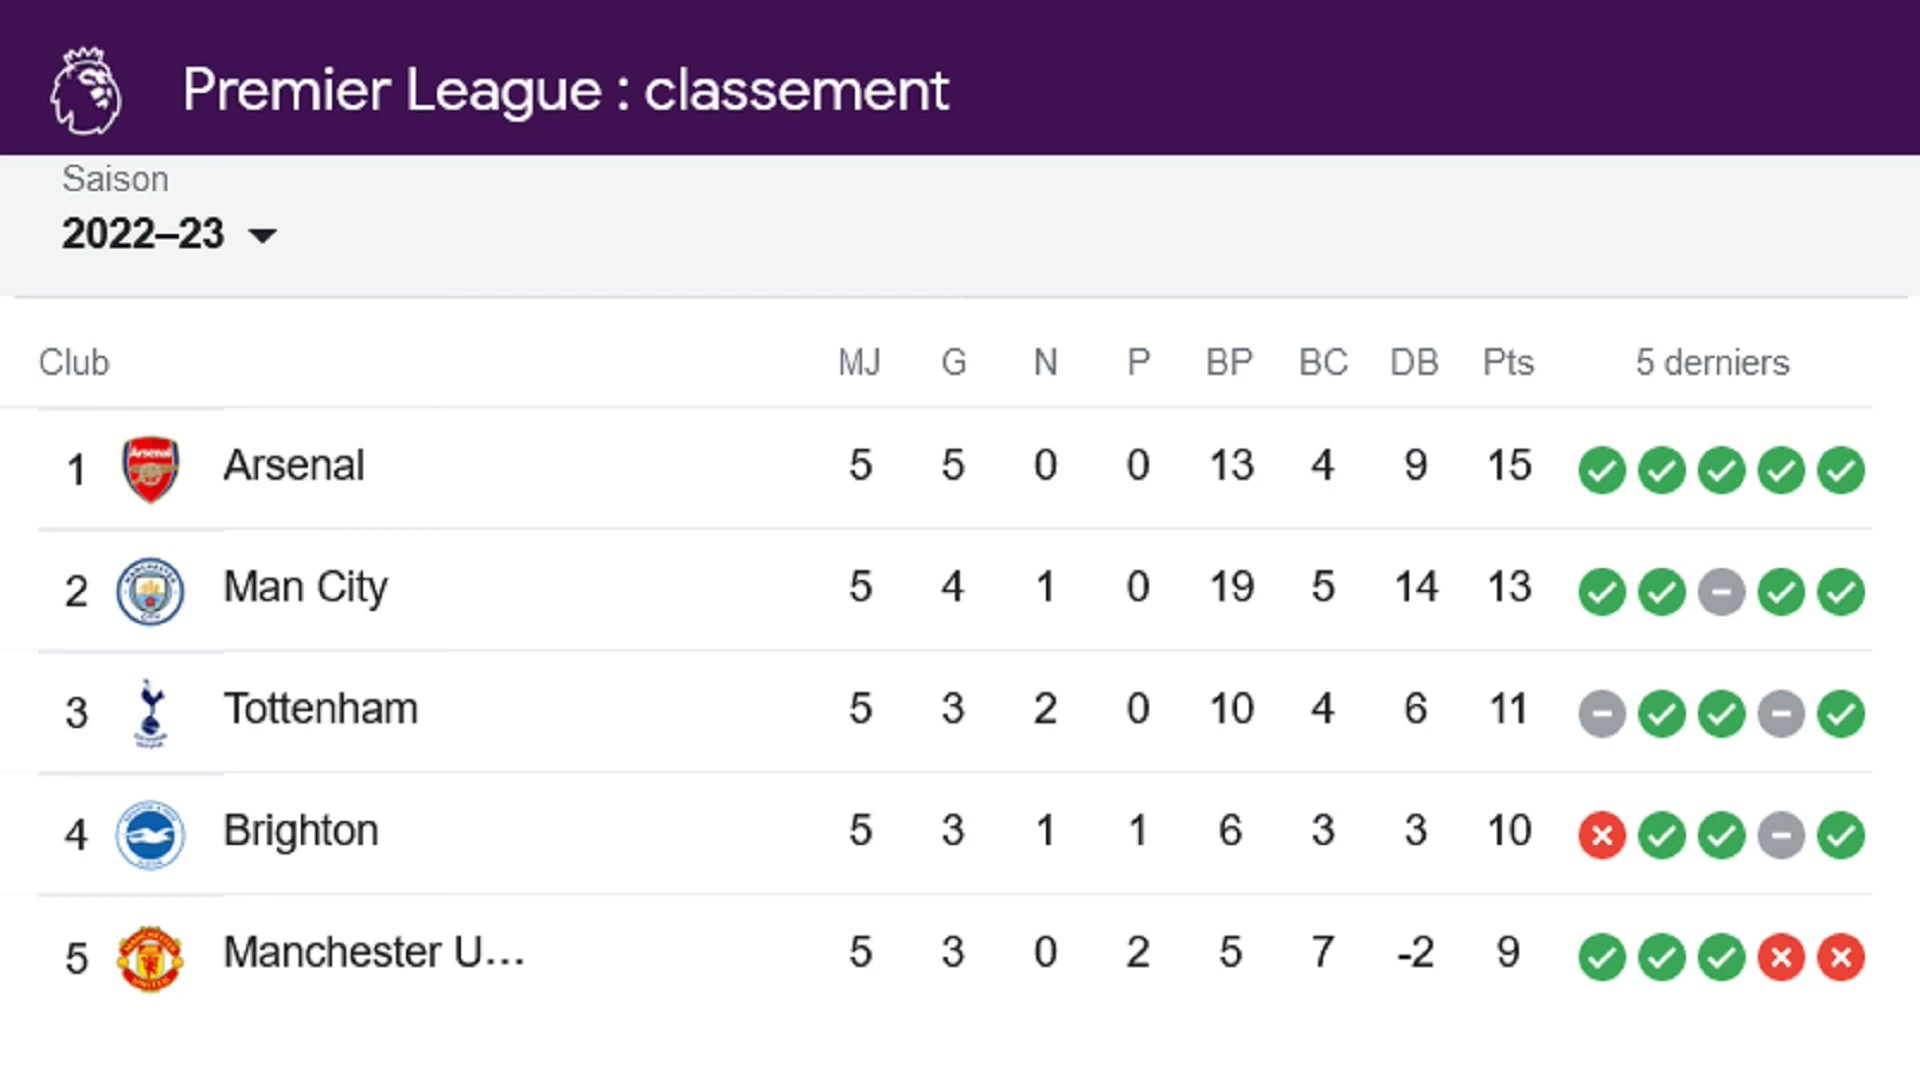 Premier League : classement
Saison
2022–23
Club MJ G N P BP BC DB Pts 5 derniers
1 Arsenal 5 5 0 0 13 4 9 15
2 Man City 5 4 1 0 19 5 14 13
3 Tottenham 5 3 2 0 10 4 6 11
4 Brighton 5 3 1 1 6 3 3 10
5 Manchester U... 5 3 0 2 5 7 -2 9